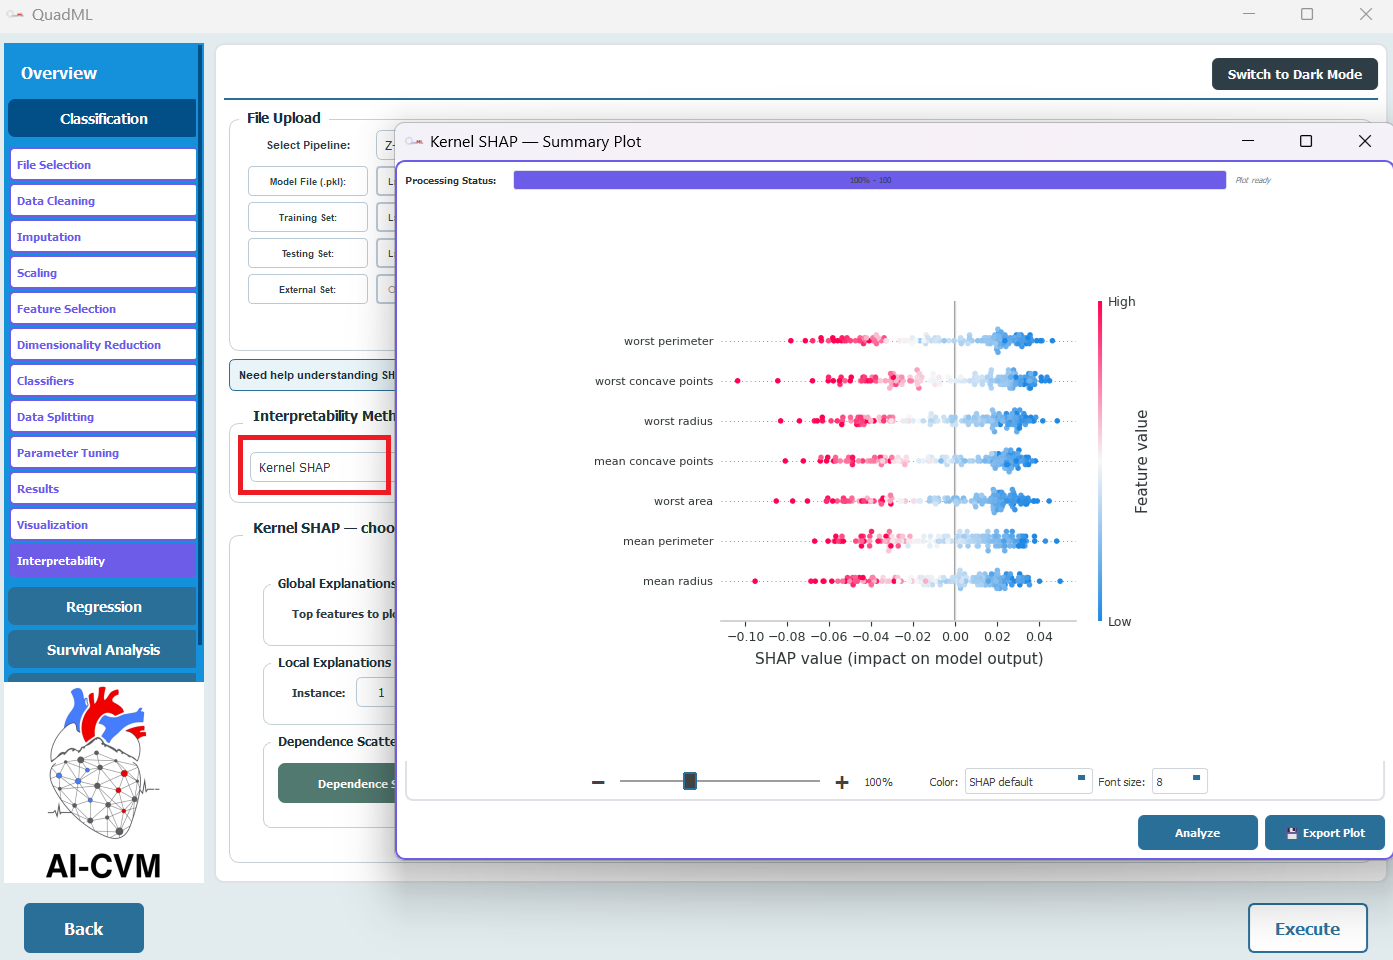 QuadML
Overview
Classification
File Selection
Data Cleaning
Imputation
Scaling
Feature Selection
Dimensionality Reduction
Classifiers
Data Splitting
Parameter Tuning
Results
Visualization
Interpretability
Regression
Survival Analysis
AI-CVM
Back
Switch to Dark Mode
File Upload
Select Pipeline:
Z-
Model File (.pkl):
Training Set:
Testing Set:
External Set:
Need help understanding SH
Interpretability Meth
Kernel SHAP
Kernel SHAP — choo
Global Explanations
Top features to plo
Local Explanations
Instance: 1
Dependence Scatte
Dependence S
Kernel SHAP — Summary Plot
Processing Status: 100% - 100 Plot ready
worst perimeter
worst concave points
worst radius
mean concave points
worst area
mean perimeter
mean radius
−0.10 −0.08 −0.06 −0.04 −0.02 0.00 0.02 0.04
SHAP value (impact on model output)
High
Feature value
Low
− + 100% Color: SHAP default Font size: 8
Analyze
Export Plot
Execute